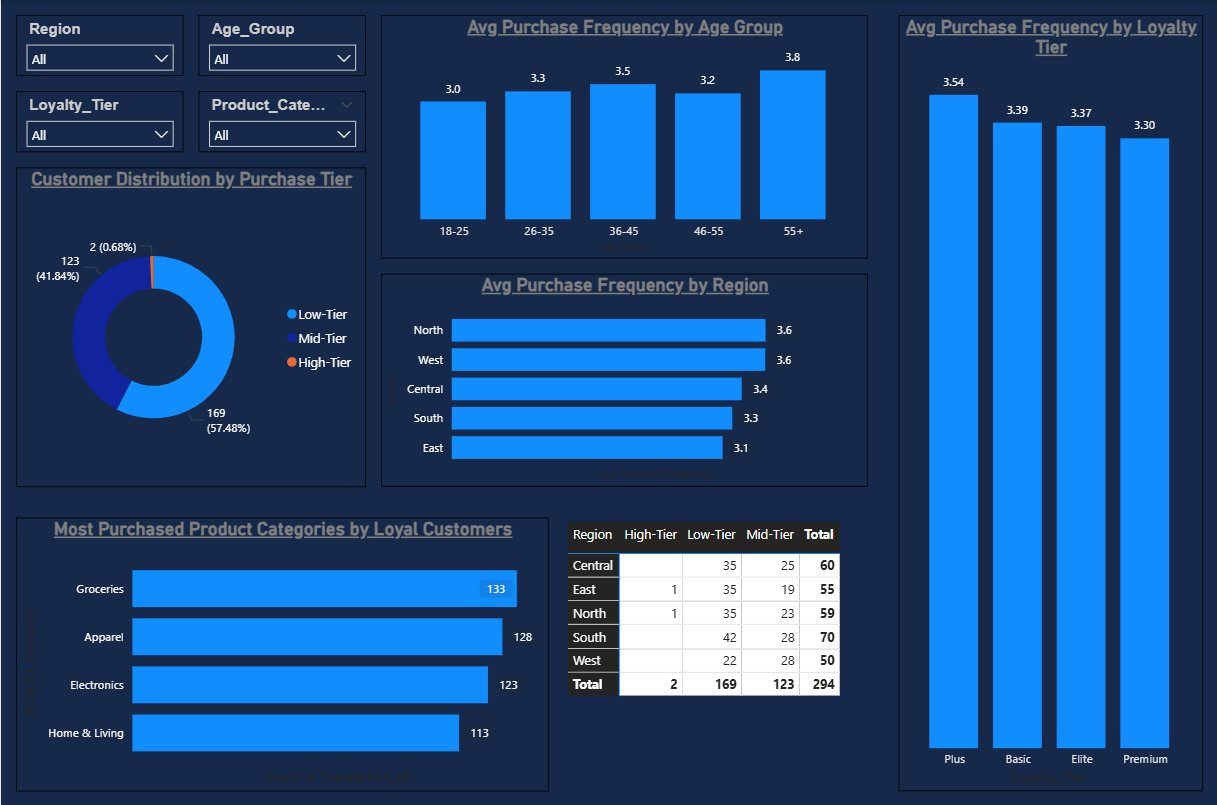 Region
All
Age_Group
All
Loyalty_Tier
All
Product_Cate...
All
Customer Distribution by Purchase Tier
2 (0.68%)
123
(41.84%)
169
(57.48%)
Low-Tier
Mid-Tier
High-Tier
Avg Purchase Frequency by Age Group
3.0
3.3
3.5
3.2
3.8
18-25
26-35
36-45
46-55
55+
Avg Purchase Frequency by Region
North 3.6
West 3.6
Central 3.4
South 3.3
East 3.1
Avg Purchase Frequency by Loyalty
Tier
3.54
3.39
3.37
3.30
Plus
Basic
Elite
Premium
Loyalty_Tier
Most Purchased Product Categories by Loyal Customers
Groceries 133
Apparel 128
Electronics 123
Home & Living 113
Count of Transaction_ID
Region High-Tier Low-Tier Mid-Tier Total
Central 35 25 60
East 1 35 19 55
North 1 35 23 59
South 42 28 70
West 22 28 50
Total 2 169 123 294